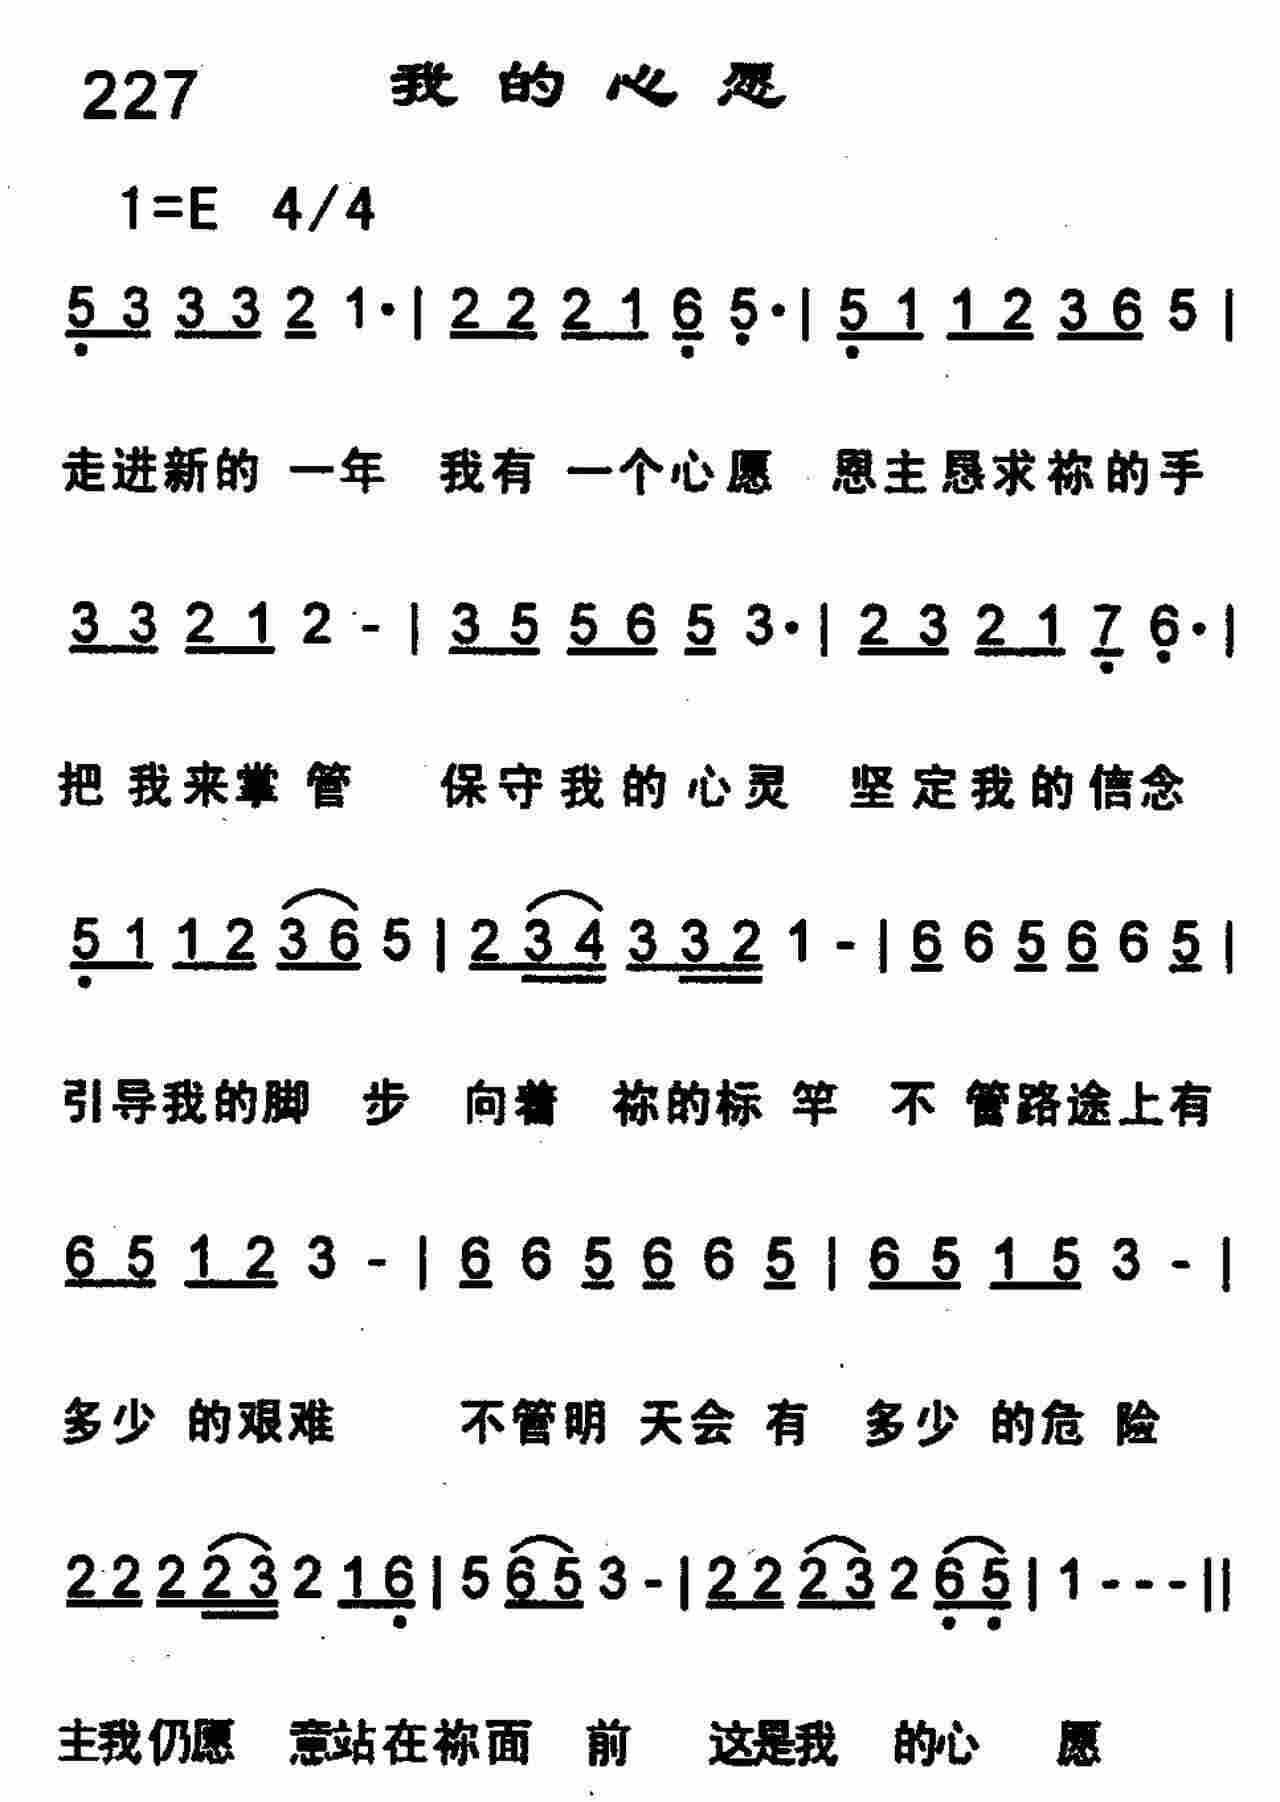 227 我的心愿
1=E 4/4
5̣ 3 3 3 2 1· | 2 2 2 1 6̣ 5̣· | 5̣ 1 1 2 3 6 5 |
走进新的 一年 我有 一个心愿 恩主恳求祢的手
3 3 2 1 2 - | 3 5 5 6 5 3· | 2 3 2 1 7̣ 6̣· |
把我来掌管 保守我的心灵 坚定我的信念
5̣ 1 1 2 3 6 5 | 2 3 4 3 3 2 1 - | 6 6 5 6 6 5 |
引导我的脚 步 向着 祢的标竿 不管路途上有
6 5 1 2 3 - | 6 6 5 6 6 5 | 6 5 1 5 3 - |
多少的艰难 不管明天会有 多少的危险
2 2 2 2 3 2 1 6̣ | 5 6 5 3 - | 2 2 2 3 2 6̣ 5̣ | 1 - - - ||
主我仍愿 意站在祢面 前 这是我 的心 愿